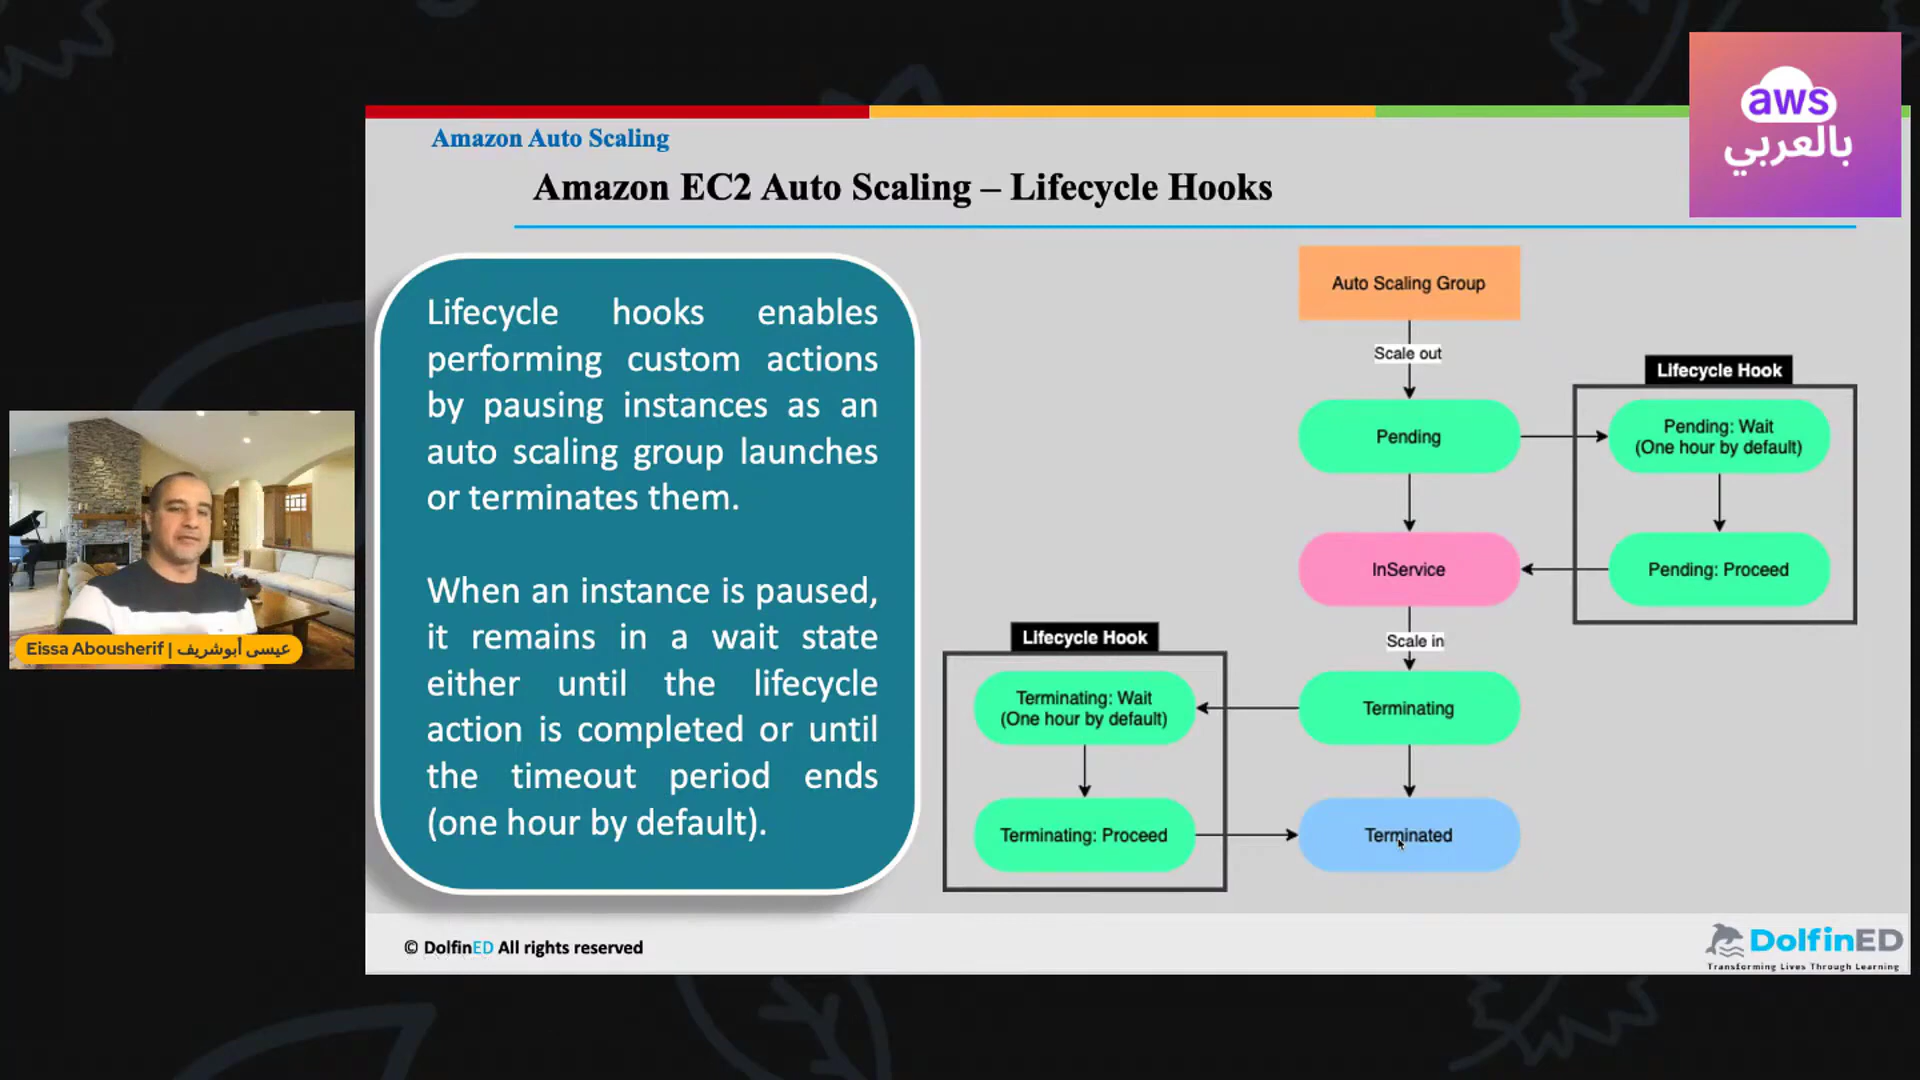 aws
بالعربي
Amazon Auto Scaling
Amazon EC2 Auto Scaling – Lifecycle Hooks
Lifecycle hooks enables
performing custom actions
by pausing instances as an
auto scaling group launches
or terminates them.
When an instance is paused,
it remains in a wait state
either until the lifecycle
action is completed or until
the timeout period ends
(one hour by default).
Auto Scaling Group
Scale out
Lifecycle Hook
Pending
Pending: Wait
(One hour by default)
InService
Pending: Proceed
Scale in
Lifecycle Hook
Terminating: Wait
(One hour by default)
Terminating
Terminating: Proceed
Terminated
Eissa Abousherif | عيسى أبوشريف
© DolfinED All rights reserved
DolfinED
Transforming Lives Through Learning